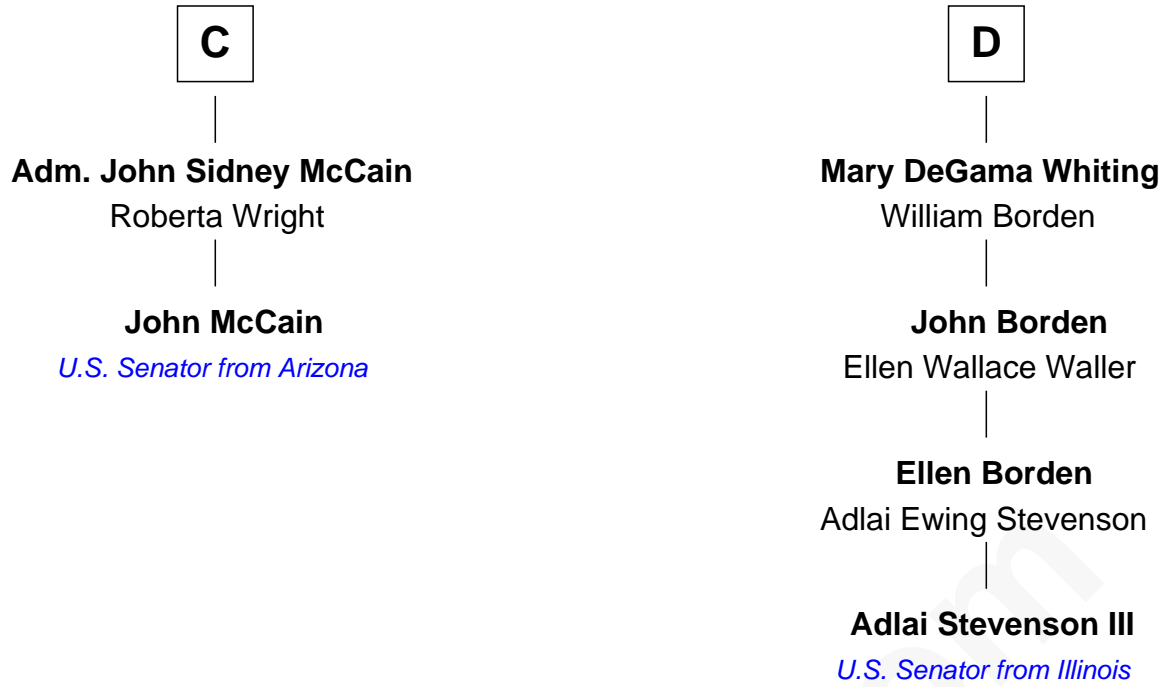 C
Adm. John Sidney McCain
Roberta Wright
John McCain
U.S. Senator from Arizona
D
Mary DeGama Whiting
William Borden
John Borden
Ellen Wallace Waller
Ellen Borden
Adlai Ewing Stevenson
Adlai Stevenson III
U.S. Senator from Illinois